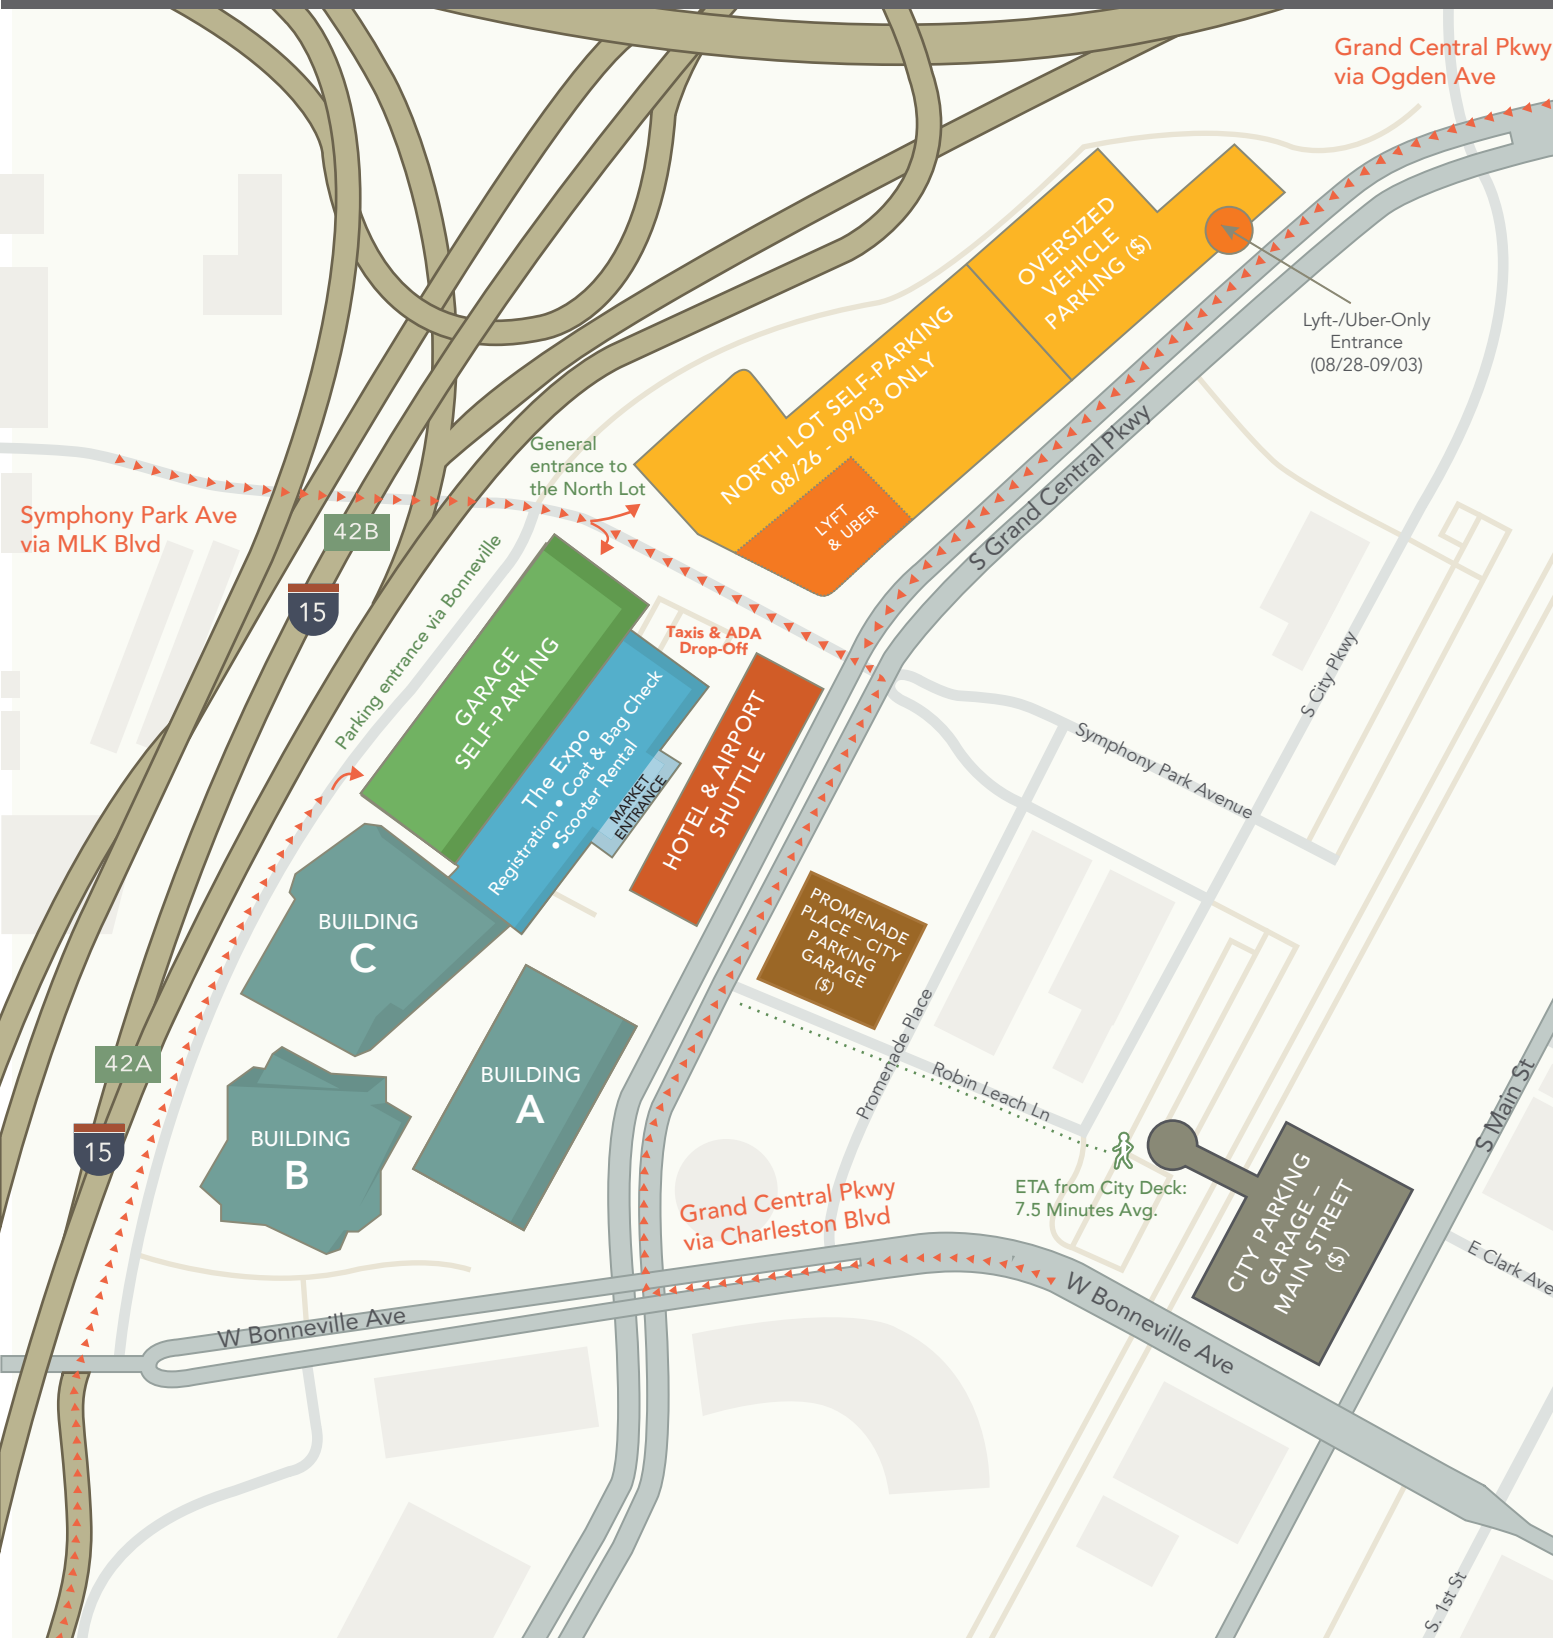 Grand Central Pkwy
via Ogden Ave
OVERSIZED
VEHICLE
PARKING ($)
Lyft-/Uber-Only
Entrance
(08/28-09/03)
NORTH LOT SELF-PARKING
08/26 - 09/03 ONLY
LYFT
& UBER
S Grand Central Pkwy
General
entrance to
the North Lot
Symphony Park Ave
via MLK Blvd
42B
15
Parking entrance via Bonneville
GARAGE
SELF-PARKING
Taxis & ADA
Drop-Off
The Expo
Registration • Coat & Bag Check
•Scooter Rental
MARKET
ENTRANCE
HOTEL & AIRPORT
SHUTTLE
S City Pkwy
Symphony Park Avenue
PROMENADE
PLACE – CITY
PARKING
GARAGE
($)
BUILDING
C
BUILDING
A
BUILDING
B
42A
15
Promenade Place
Robin Leach Ln
ETA from City Deck:
7.5 Minutes Avg.
S Main St
CITY PARKING
GARAGE –
MAIN STREET
($)
E Clark Ave
Grand Central Pkwy
via Charleston Blvd
W Bonneville Ave
W Bonneville Ave
S. 1st St